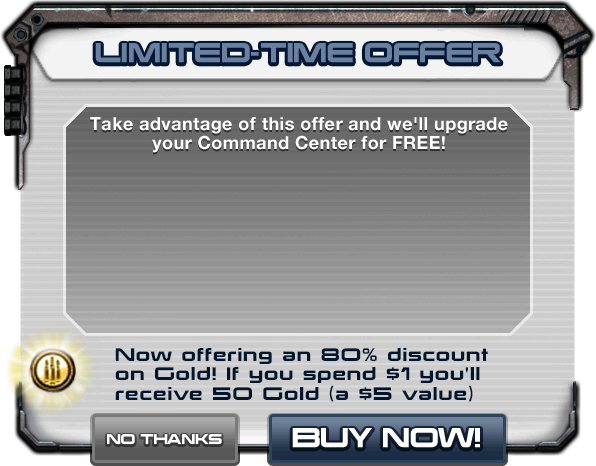 LIMITED-TIME OFFER
Take advantage of this offer and we'll upgrade
your Command Center for FREE!
Now offering an 80% discount
on Gold! If you spend $1 you'll
receive 50 Gold (a $5 value)
NO THANKS
BUY NOW!